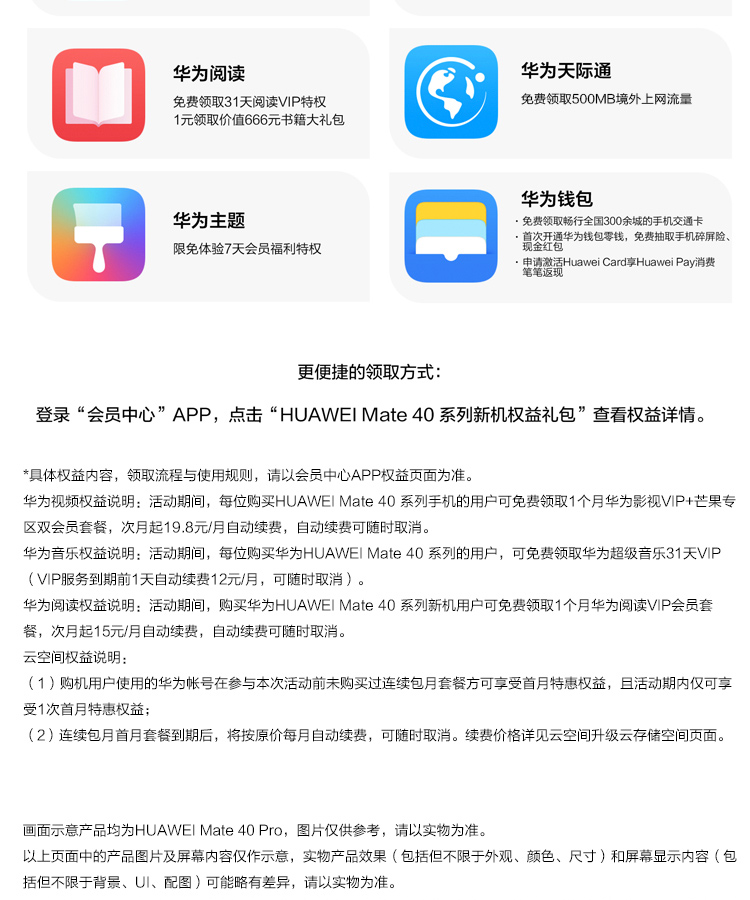 华为阅读
免费领取31天阅读VIP特权
1元领取价值666元书籍大礼包
华为天际通
免费领取500MB境外上网流量
华为主题
限免体验7天会员福利特权
华为钱包
· 免费领取畅行全国300余城的手机交通卡
· 首次开通华为钱包零钱，免费抽取手机碎屏险、
现金红包
· 申请激活Huawei Card享Huawei Pay消费
笔笔返现
更便捷的领取方式：
登录“会员中心”APP，点击“HUAWEI Mate 40 系列新机权益礼包”查看权益详情。
*具体权益内容，领取流程与使用规则，请以会员中心APP权益页面为准。
华为视频权益说明：活动期间，每位购买HUAWEI Mate 40 系列手机的用户可免费领取1个月华为影视VIP+芒果专
区双会员套餐，次月起19.8元/月自动续费，自动续费可随时取消。
华为音乐权益说明：活动期间，每位购买华为HUAWEI Mate 40 系列的用户，可免费领取华为超级音乐31天VIP
（VIP服务到期前1天自动续费12元/月，可随时取消）。
华为阅读权益说明：活动期间，购买华为HUAWEI Mate 40 系列新机用户可免费领取1个月华为阅读VIP会员套
餐，次月起15元/月自动续费，自动续费可随时取消。
云空间权益说明：
（1）购机用户使用的华为帐号在参与本次活动前未购买过连续包月套餐方可享受首月特惠权益，且活动期内仅可享
受1次首月特惠权益；
（2）连续包月首月套餐到期后，将按原价每月自动续费，可随时取消。续费价格详见云空间升级云存储空间页面。
画面示意产品均为HUAWEI Mate 40 Pro，图片仅供参考，请以实物为准。
以上页面中的产品图片及屏幕内容仅作示意，实物产品效果（包括但不限于外观、颜色、尺寸）和屏幕显示内容（包
括但不限于背景、UI、配图）可能略有差异，请以实物为准。